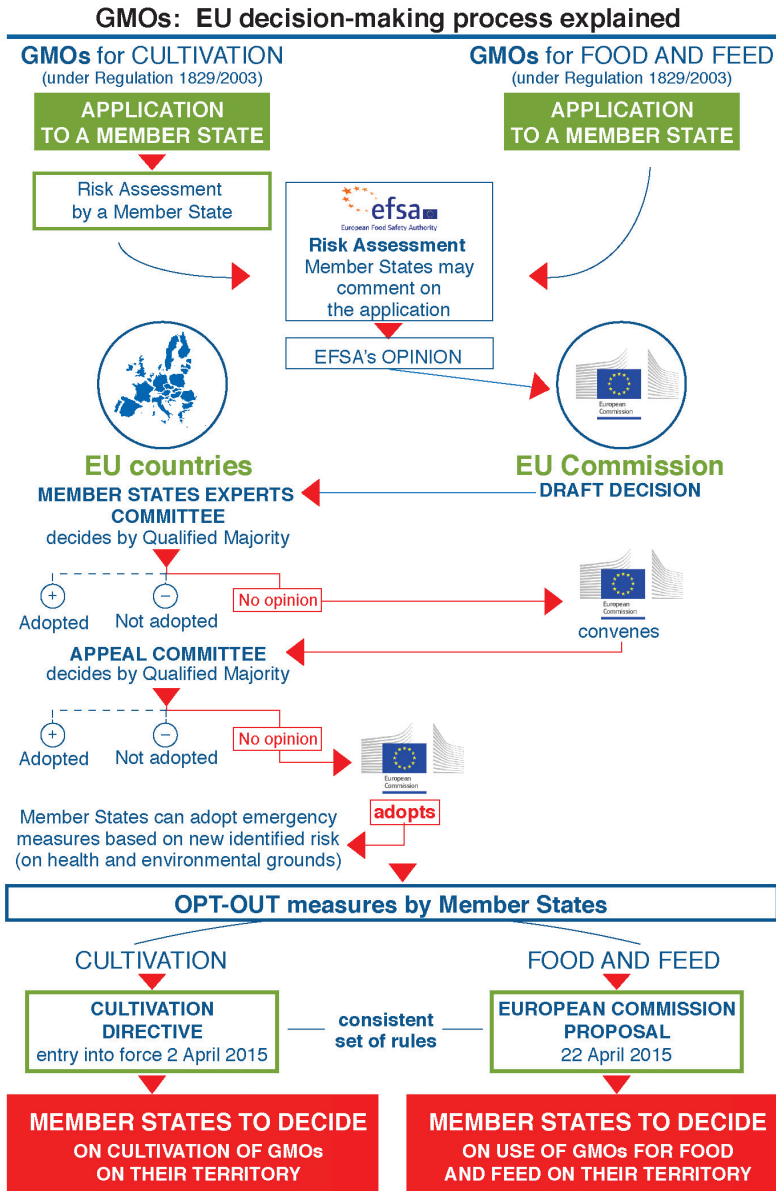 GMOs: EU decision-making process explained
GMOs for CULTIVATION
(under Regulation 1829/2003)
APPLICATION
TO A MEMBER STATE
Risk Assessment
by a Member State
GMOs for FOOD AND FEED
(under Regulation 1829/2003)
APPLICATION
TO A MEMBER STATE
efsa
European Food Safety Authority
Risk Assessment
Member States may
comment on
the application
EFSA's OPINION
European
Commission
EU countries
EU Commission
MEMBER STATES EXPERTS
COMMITTEE
decides by Qualified Majority
DRAFT DECISION
+
Adopted
–
Not adopted
No opinion
European
Commission
convenes
APPEAL COMMITTEE
decides by Qualified Majority
+
Adopted
–
Not adopted
No opinion
European
Commission
adopts
Member States can adopt emergency
measures based on new identified risk
(on health and environmental grounds)
OPT-OUT measures by Member States
CULTIVATION
FOOD AND FEED
CULTIVATION
DIRECTIVE
entry into force 2 April 2015
consistent
set of rules
EUROPEAN COMMISSION
PROPOSAL
22 April 2015
MEMBER STATES TO DECIDE
ON CULTIVATION OF GMOs
ON THEIR TERRITORY
MEMBER STATES TO DECIDE
ON USE OF GMOs FOR FOOD
AND FEED ON THEIR TERRITORY